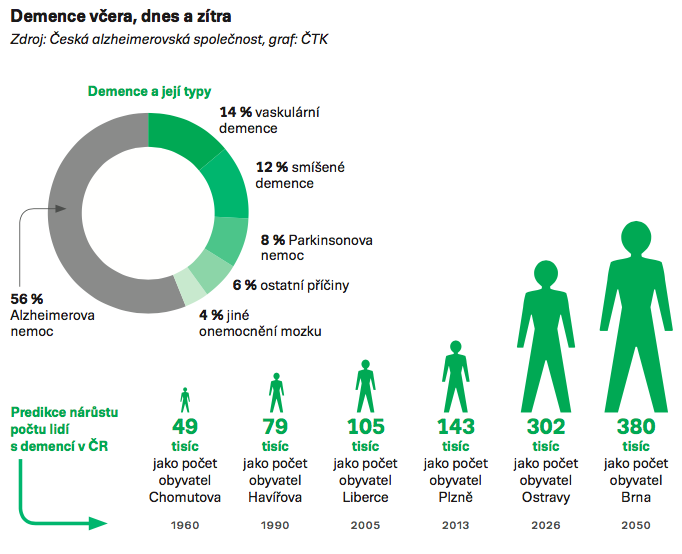 Demence včera, dnes a zítra
Zdroj: Česká alzheimerovská společnost, graf: ČTK
Demence a její typy
14 % vaskulární
demence
12 % smíšené
demence
8 % Parkinsonova
nemoc
6 % ostatní příčiny
4 % jiné
onemocnění mozku
56 %
Alzheimerova
nemoc
Predikce nárůstu
počtu lidí
s demencí v ČR
49
tisíc
jako počet
obyvatel
Chomutova
1960
79
tisíc
jako počet
obyvatel
Havířova
1990
105
tisíc
jako počet
obyvatel
Liberce
2005
143
tisíc
jako počet
obyvatel
Plzně
2013
302
tisíc
jako počet
obyvatel
Ostravy
2026
380
tisíc
jako počet
obyvatel
Brna
2050